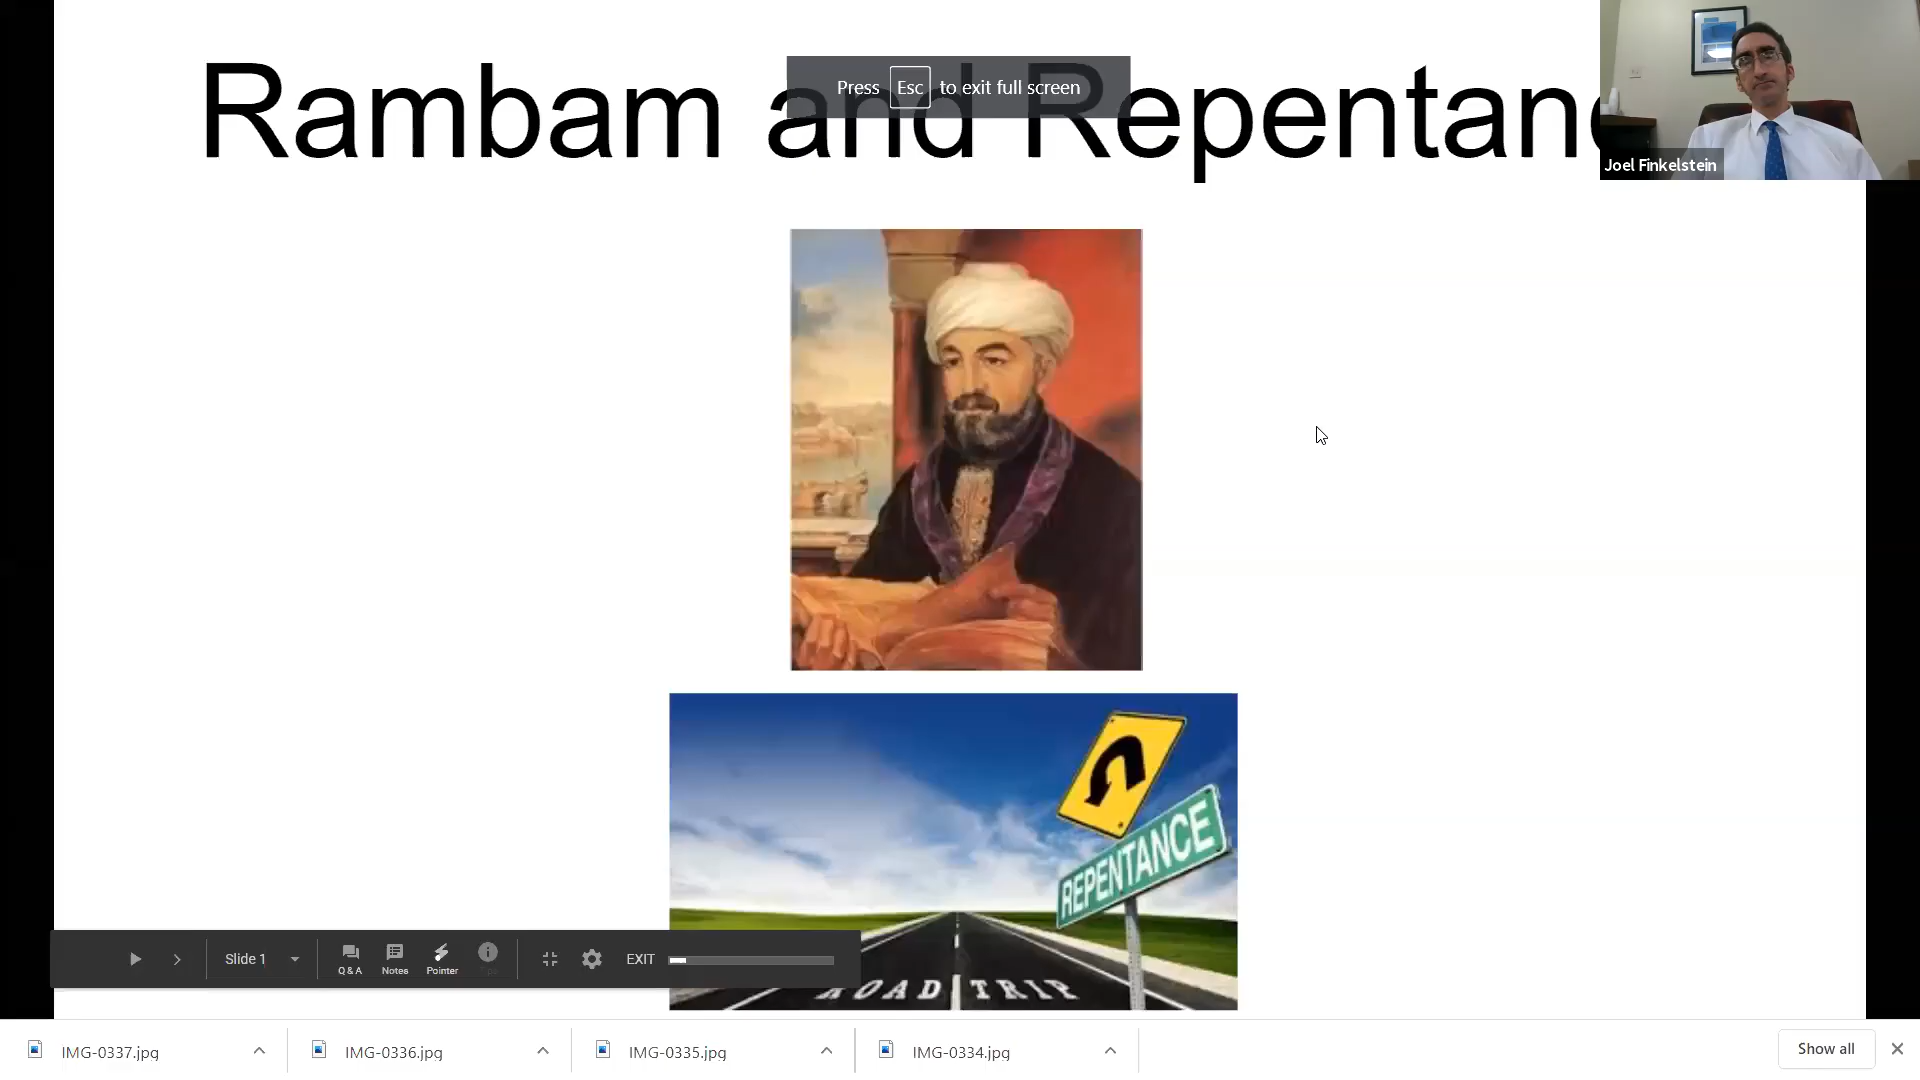 Rambam and Repentanc
Press Esc to exit full screen
Joel Finkelstein
REPENTANCE
ROAD TRIP
Slide 1
Q & A
Notes
Pointer
EXIT
IMG-0337.jpg
IMG-0336.jpg
IMG-0335.jpg
IMG-0334.jpg
Show all